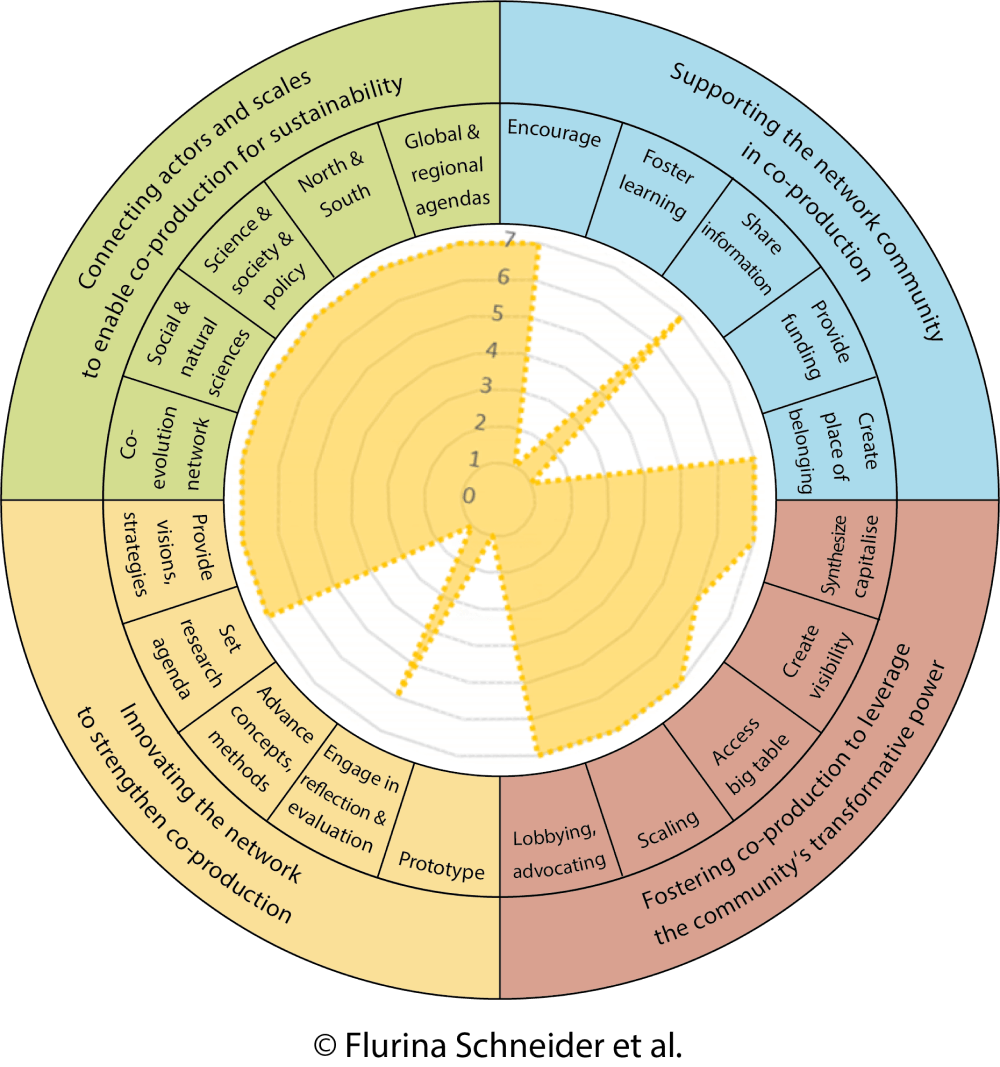 Connecting actors and scales
to enable co-production for sustainability
Supporting the network community
in co-production
Global &
regional
agendas
North &
South
Science &
society &
policy
Social &
natural
sciences
Co-
evolution
network
Encourage
Foster
learning
Share
information
Provide
funding
Create
place of
belonging
7
6
5
4
3
2
1
0
Provide
visions,
strategies
Set
research
agenda
Advance
concepts,
methods
Engage in
reflection &
evaluation
Prototype
Synthesize
capitalise
Create
visibility
Access
big table
Scaling
Lobbying,
advocating
Innovating the network
to strengthen co-production
Fostering co-production to leverage
the community's transformative power
© Flurina Schneider et al.